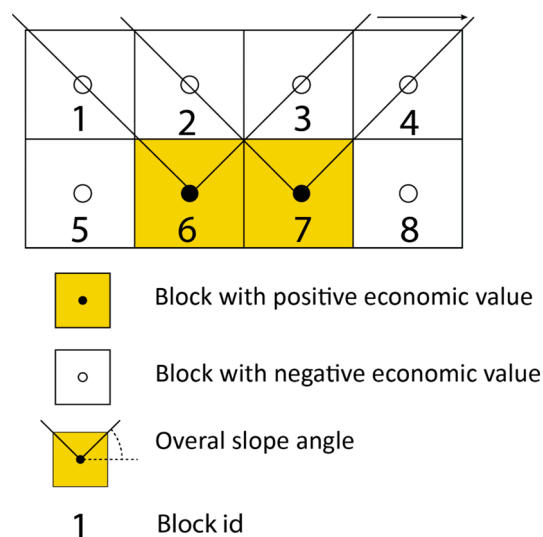 1 2 3 4
5 6 7 8
Block with positive economic value
Block with negative economic value
Overal slope angle
1 Block id